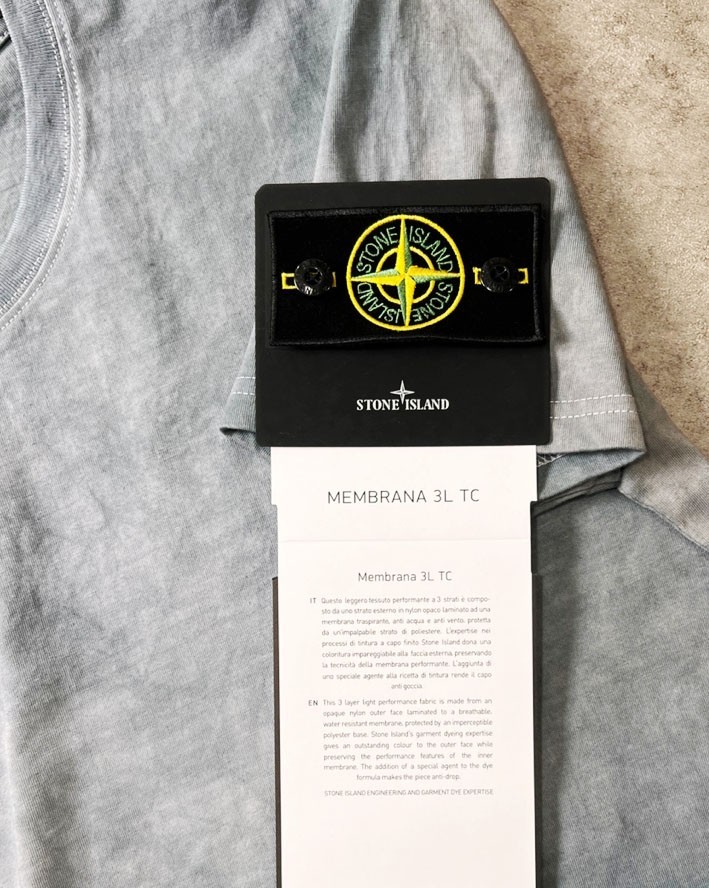 STONE ISLAND STONE ISLAND
STONE ISLAND
MEMBRANA 3L TC
Membrana 3L TC
IT Questo leggero tessuto performante a 3 strati è compo-
sto da uno strato esterno in nylon opaco laminato ad una
membrana traspirante, anti acqua e anti vento, protetta
da un'impalpabile strato di poliestere. L'expertise nei
processi di tintura a capo finito Stone Island dona una
coloritura impareggiabile alla faccia esterna, preservando
la tecnicità della membrana performante. L'aggiunta di
uno speciale agente alla ricetta di tintura rende il capo
anti goccia.
EN This 3 layer light performance fabric is made from an
opaque nylon outer face laminated to a breathable,
water resistant membrane, protected by an imperceptible
polyester base. Stone Island's garment dyeing expertise
gives an outstanding colour to the outer face while
preserving the performance features of the inner
membrane. The addition of a special agent to the dye
formula makes the piece anti-drop.
STONE ISLAND ENGINEERING AND GARMENT DYE EXPERTISE